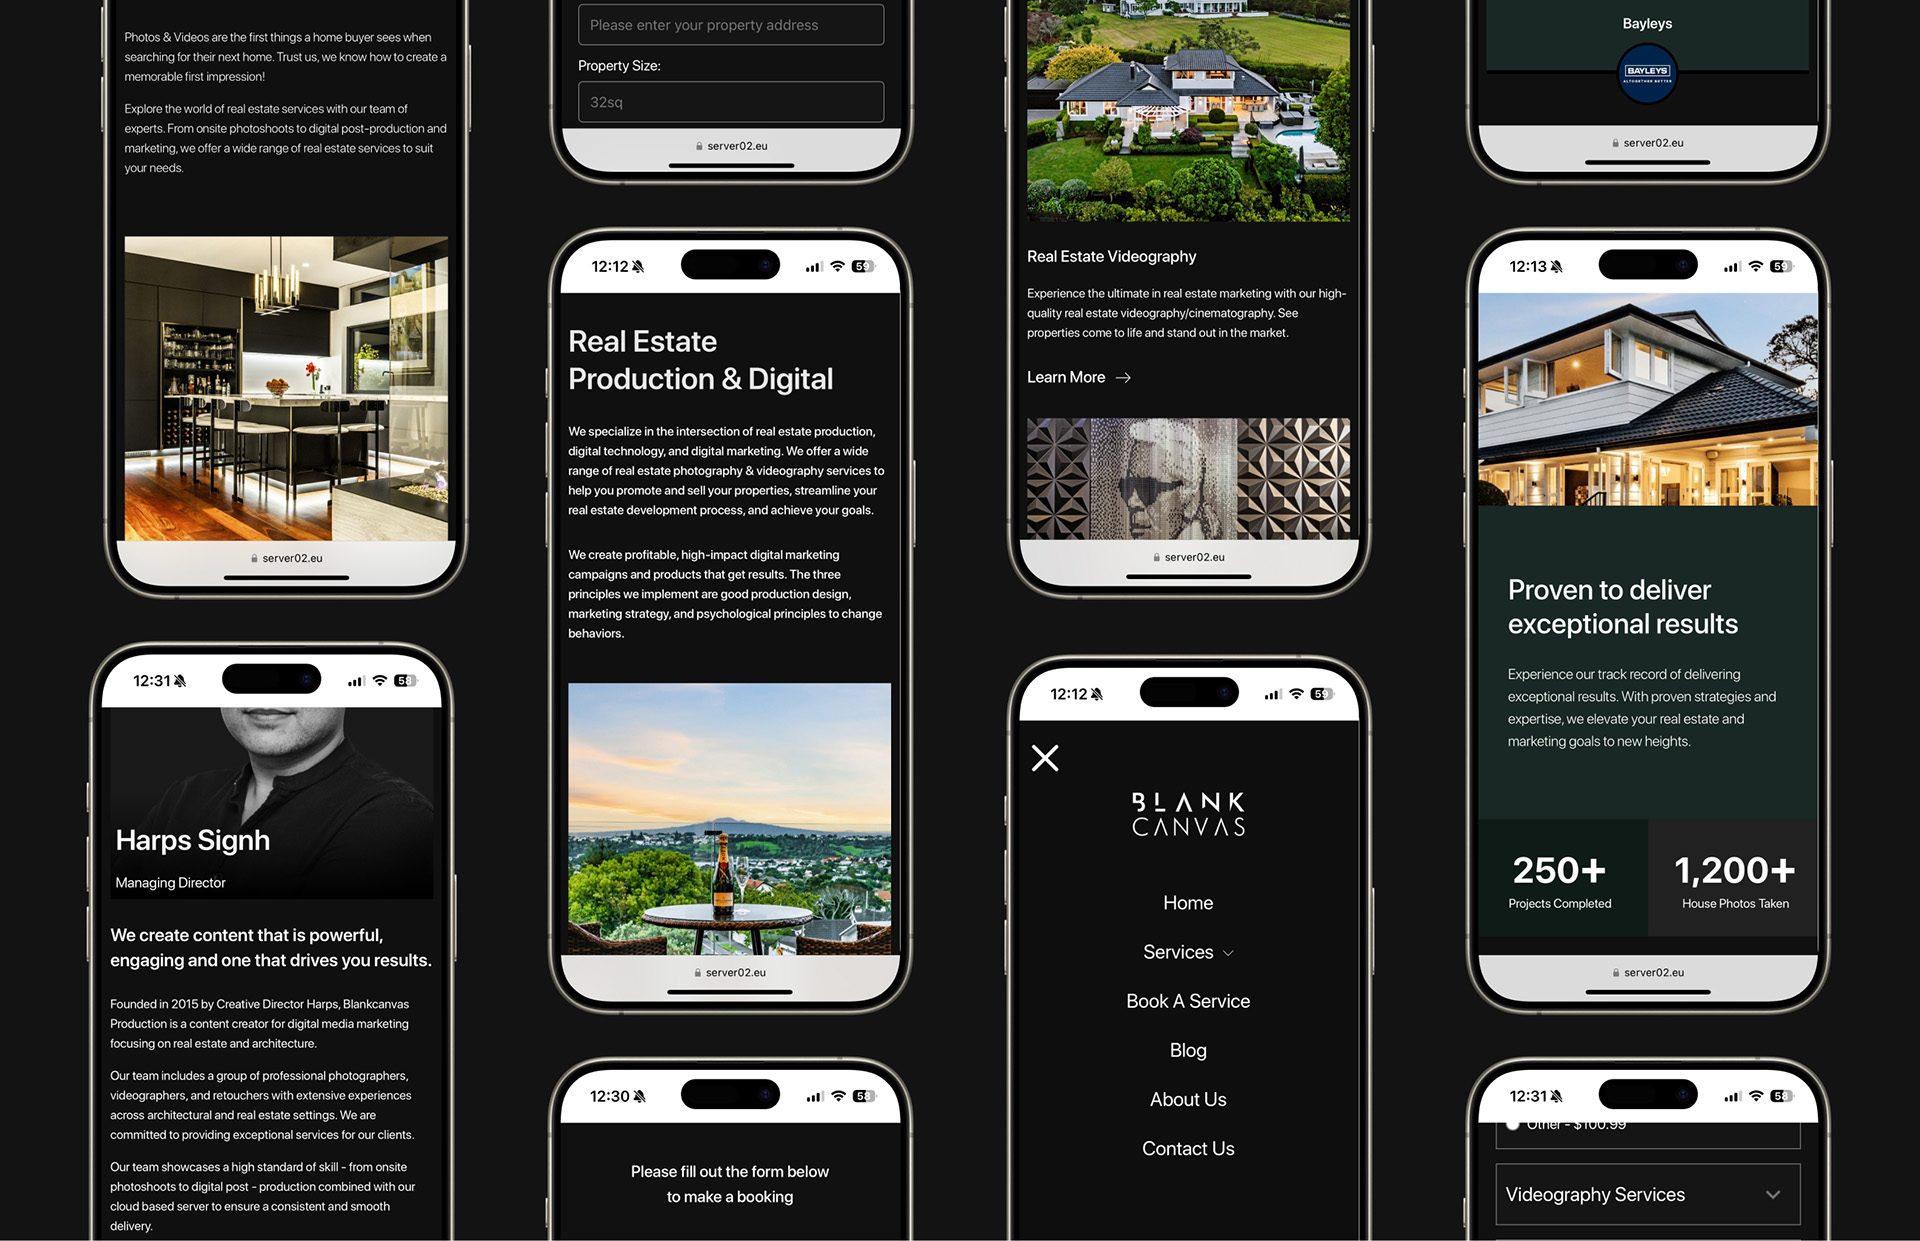 Photos & Videos are the first things a home buyer sees when
searching for their next home. Trust us, we know how to create a
memorable first impression!
Explore the world of real estate services with our team of
experts. From onsite photoshoots to digital post-production and
marketing, we offer a wide range of real estate services to suit
your needs.
server02.eu
12:31
58
Harps Signh
Managing Director
We create content that is powerful,
engaging and one that drives you results.
Founded in 2015 by Creative Director Harps, Blankcanvas
Production is a content creator for digital media marketing
focusing on real estate and architecture.
Our team includes a group of professional photographers,
videographers, and retouchers with extensive experiences
across architectural and real estate settings. We are
committed to providing exceptional services for our clients.
Our team showcases a high standard of skill - from onsite
photoshoots to digital post - production combined with our
cloud based server to ensure a consistent and smooth
delivery.
Please enter your property address
Property Size:
32sq
server02.eu
12:12
59
Real Estate
Production & Digital
We specialize in the intersection of real estate production,
digital technology, and digital marketing. We offer a wide
range of real estate photography & videography services to
help you promote and sell your properties, streamline your
real estate development process, and achieve your goals.
We create profitable, high-impact digital marketing
campaigns and products that get results. The three
principles we implement are good production design,
marketing strategy, and psychological principles to change
behaviors.
server02.eu
12:30
58
Please fill out the form below
to make a booking
Real Estate Videography
Experience the ultimate in real estate marketing with our high-
quality real estate videography/cinematography. See
properties come to life and stand out in the market.
Learn More →
server02.eu
12:12
59
BLANK
CANVAS
Home
Services
Book A Service
Blog
About Us
Contact Us
Bayleys
BAYLEYS
ALTOGETHER BETTER
server02.eu
12:13
59
Proven to deliver
exceptional results
Experience our track record of delivering
exceptional results. With proven strategies and
expertise, we elevate your real estate and
marketing goals to new heights.
250+
Projects Completed
1,200+
House Photos Taken
server02.eu
12:31
58
Other - $100.99
Videography Services